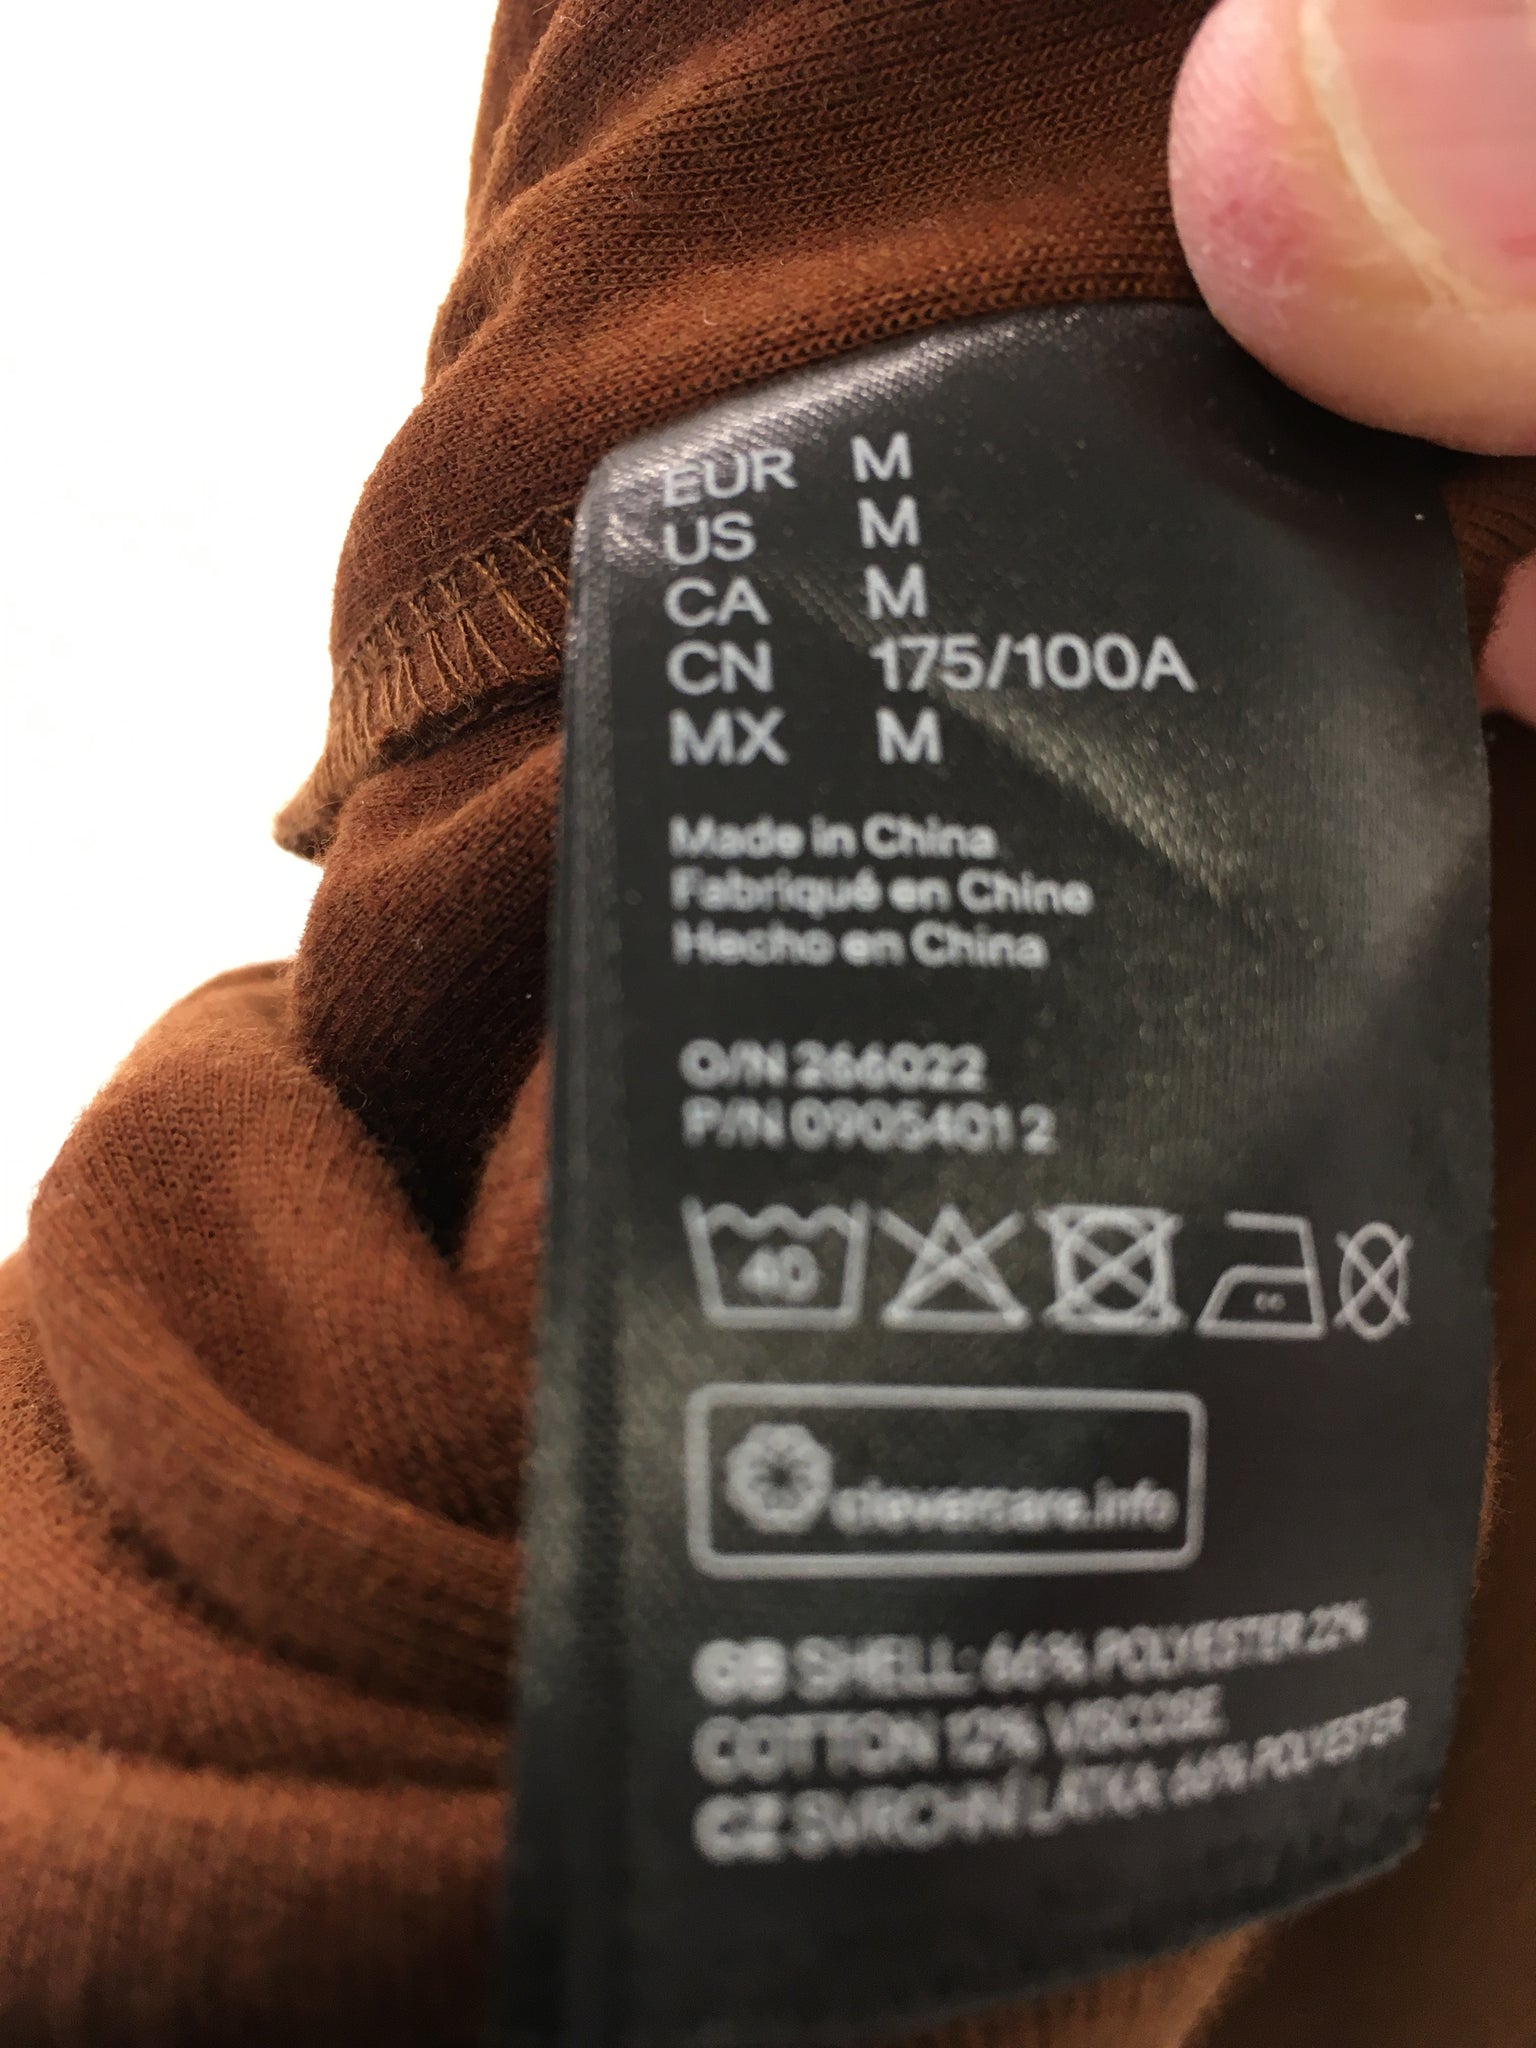 EUR M
US M
CA M
CN 175/100A
MX M
Made in China
Fabriqué en Chine
Hecho en China
O/N 266022
P/N 09054012
40
clevercare.info
GB SHELL: 66% POLYESTER 22%
COTTON 12% VISCOSE
CZ SVRCHNÍ LÁTKA: 66% POLYESTER